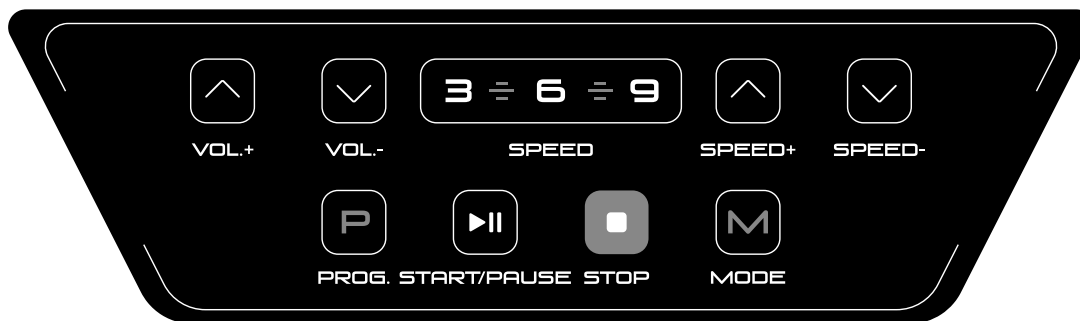 3 6 9
VOL.+ VOL.- SPEED SPEED+ SPEED-
P M
PROG. START/PAUSE STOP MODE